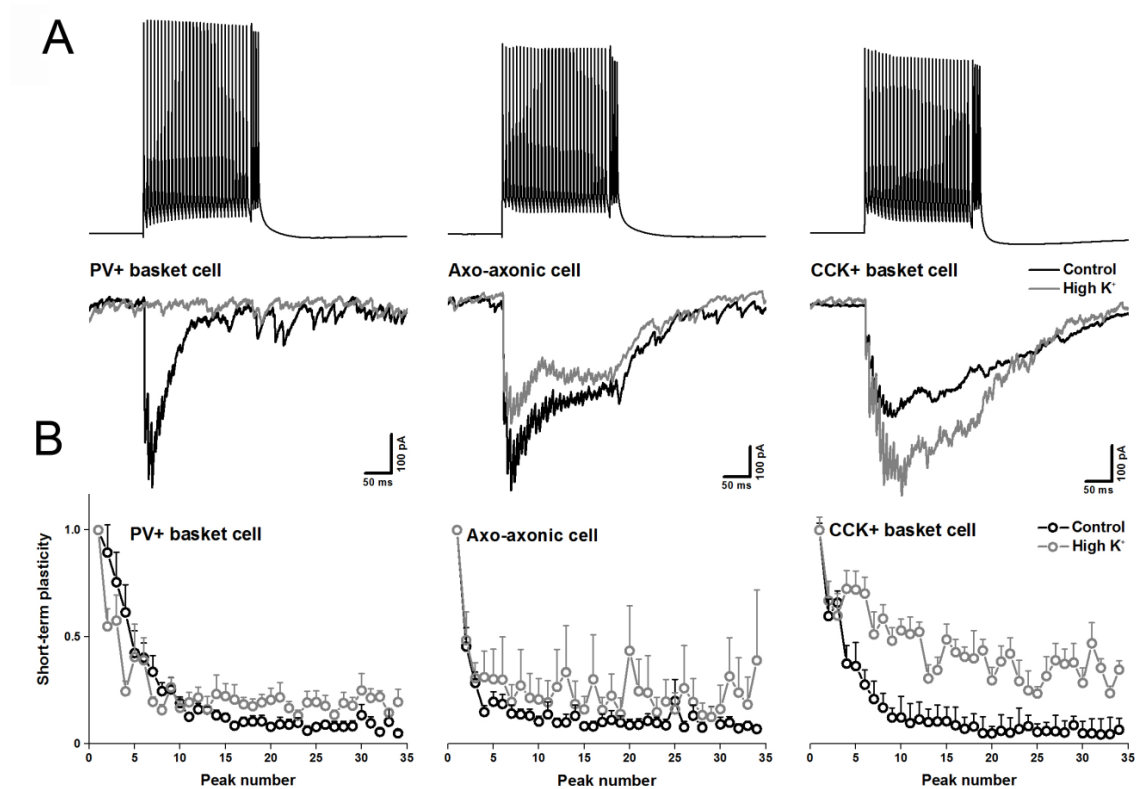 A
PV+ basket cell
Axo-axonic cell
CCK+ basket cell
Control
High K⁺
100 pA
50 ms
100 pA
50 ms
100 pA
50 ms
B
PV+ basket cell
Axo-axonic cell
CCK+ basket cell
Control
High K⁺
Short-term plasticity
1.0
0.5
0
0 5 10 15 20 25 30 35
0 5 10 15 20 25 30 35
0 5 10 15 20 25 30 35
Peak number
Peak number
Peak number